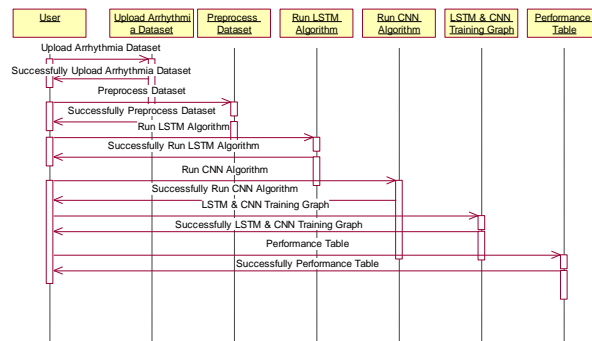 User
Upload Arrhythmi
a Dataset
Preprocess
Dataset
Run LSTM
Algorithm
Run CNN
Algorithm
LSTM & CNN
Training Graph
Performance
Table
Upload Arrhythmia Dataset
Successfully Upload Arrhythmia Dataset
Preprocess Dataset
Successfully Preprocess Dataset
Run LSTM Algorithm
Successfully Run LSTM Algorithm
Run CNN Algorithm
Successfully Run CNN Algorithm
LSTM & CNN Training Graph
Successfully LSTM & CNN Training Graph
Performance Table
Successfully Performance Table